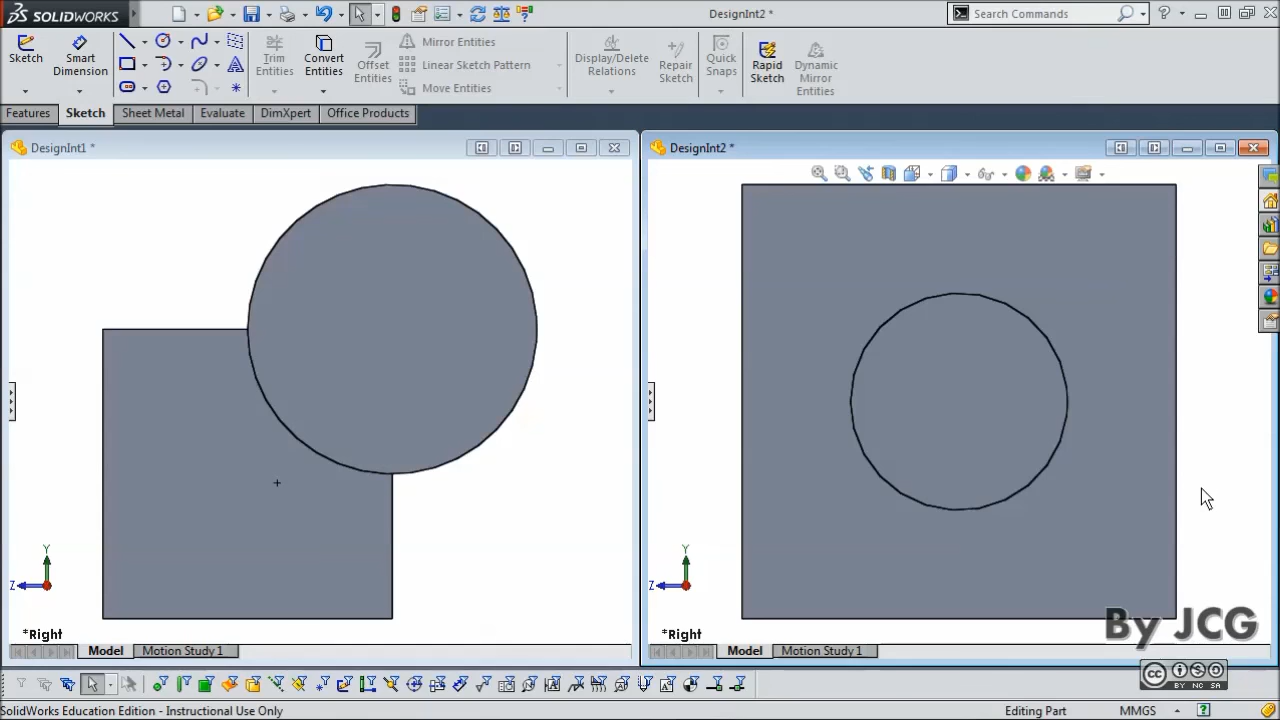 SOLIDWORKS
DesignInt2 *
Search Commands
Sketch
Smart
Dimension
Trim
Entities
Convert
Entities
Offset
Entities
Mirror Entities
Linear Sketch Pattern
Move Entities
Display/Delete
Relations
Repair
Sketch
Quick
Snaps
Rapid
Sketch
Dynamic
Mirror
Entities
Features
Sketch
Sheet Metal
Evaluate
DimXpert
Office Products
DesignInt1 *
DesignInt2 *
Y
Z
*Right
Y
Z
*Right
Model
Motion Study 1
Model
Motion Study 1
By JCG
BY NC SA
SolidWorks Education Edition - Instructional Use Only
Editing Part
MMGS